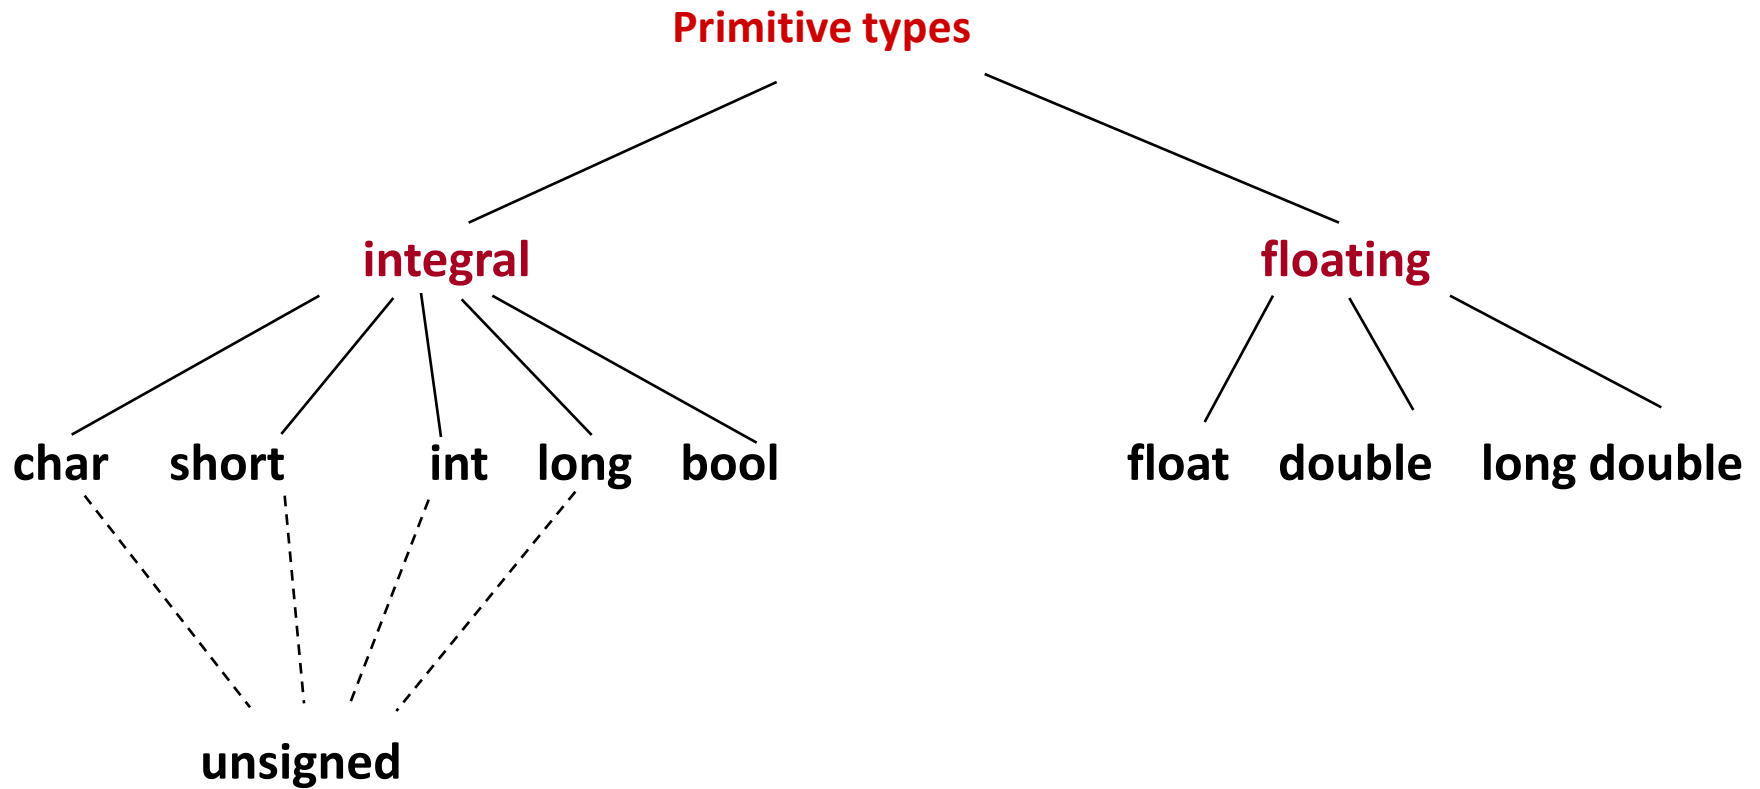 Primitive types
integral floating
char short int long bool float double long double
unsigned